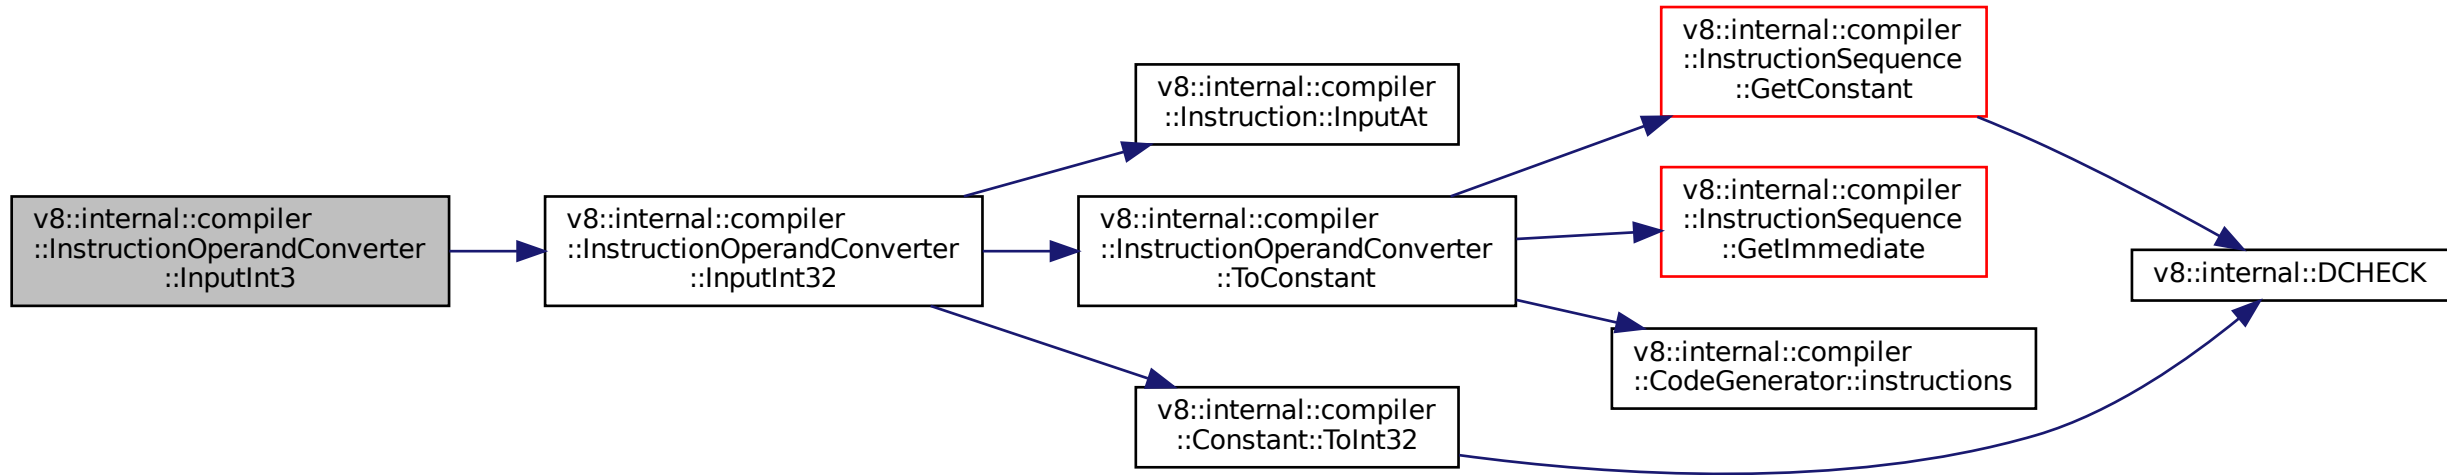 v8::internal::compiler
::InstructionOperandConverter
::InputInt3
v8::internal::compiler
::InstructionOperandConverter
::InputInt32
v8::internal::compiler
::Instruction::InputAt
v8::internal::compiler
::InstructionOperandConverter
::ToConstant
v8::internal::compiler
::Constant::ToInt32
v8::internal::compiler
::InstructionSequence
::GetConstant
v8::internal::compiler
::InstructionSequence
::GetImmediate
v8::internal::compiler
::CodeGenerator::instructions
v8::internal::DCHECK